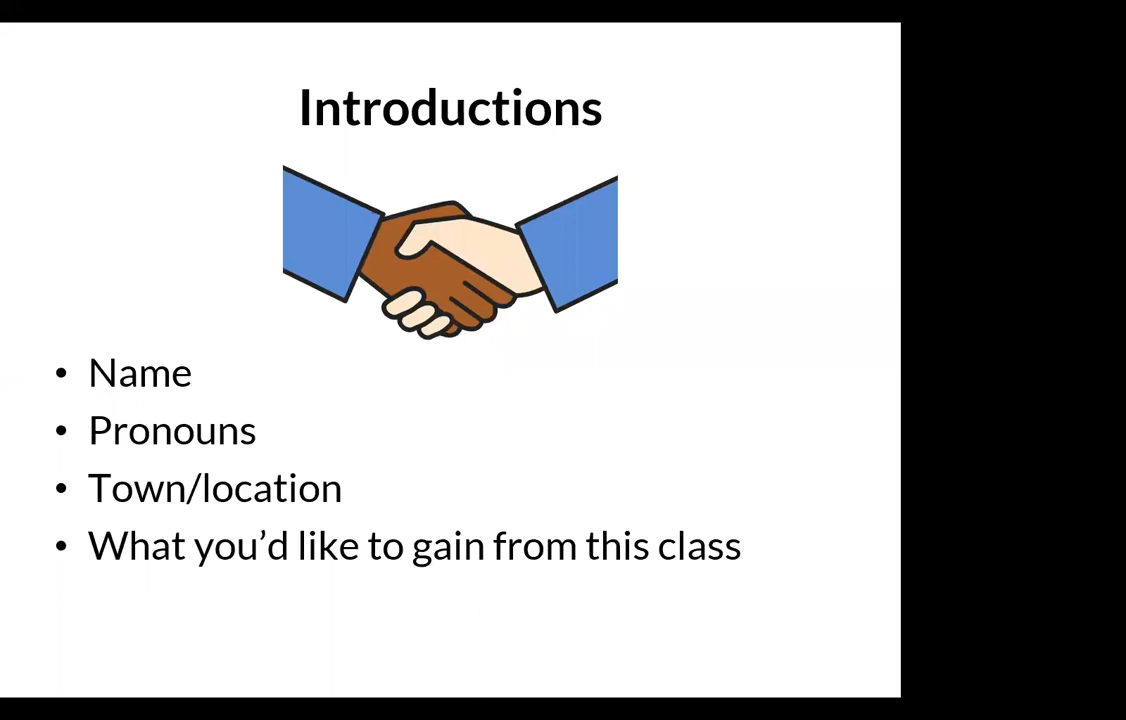 Introductions
• Name
• Pronouns
• Town/location
• What you’d like to gain from this class